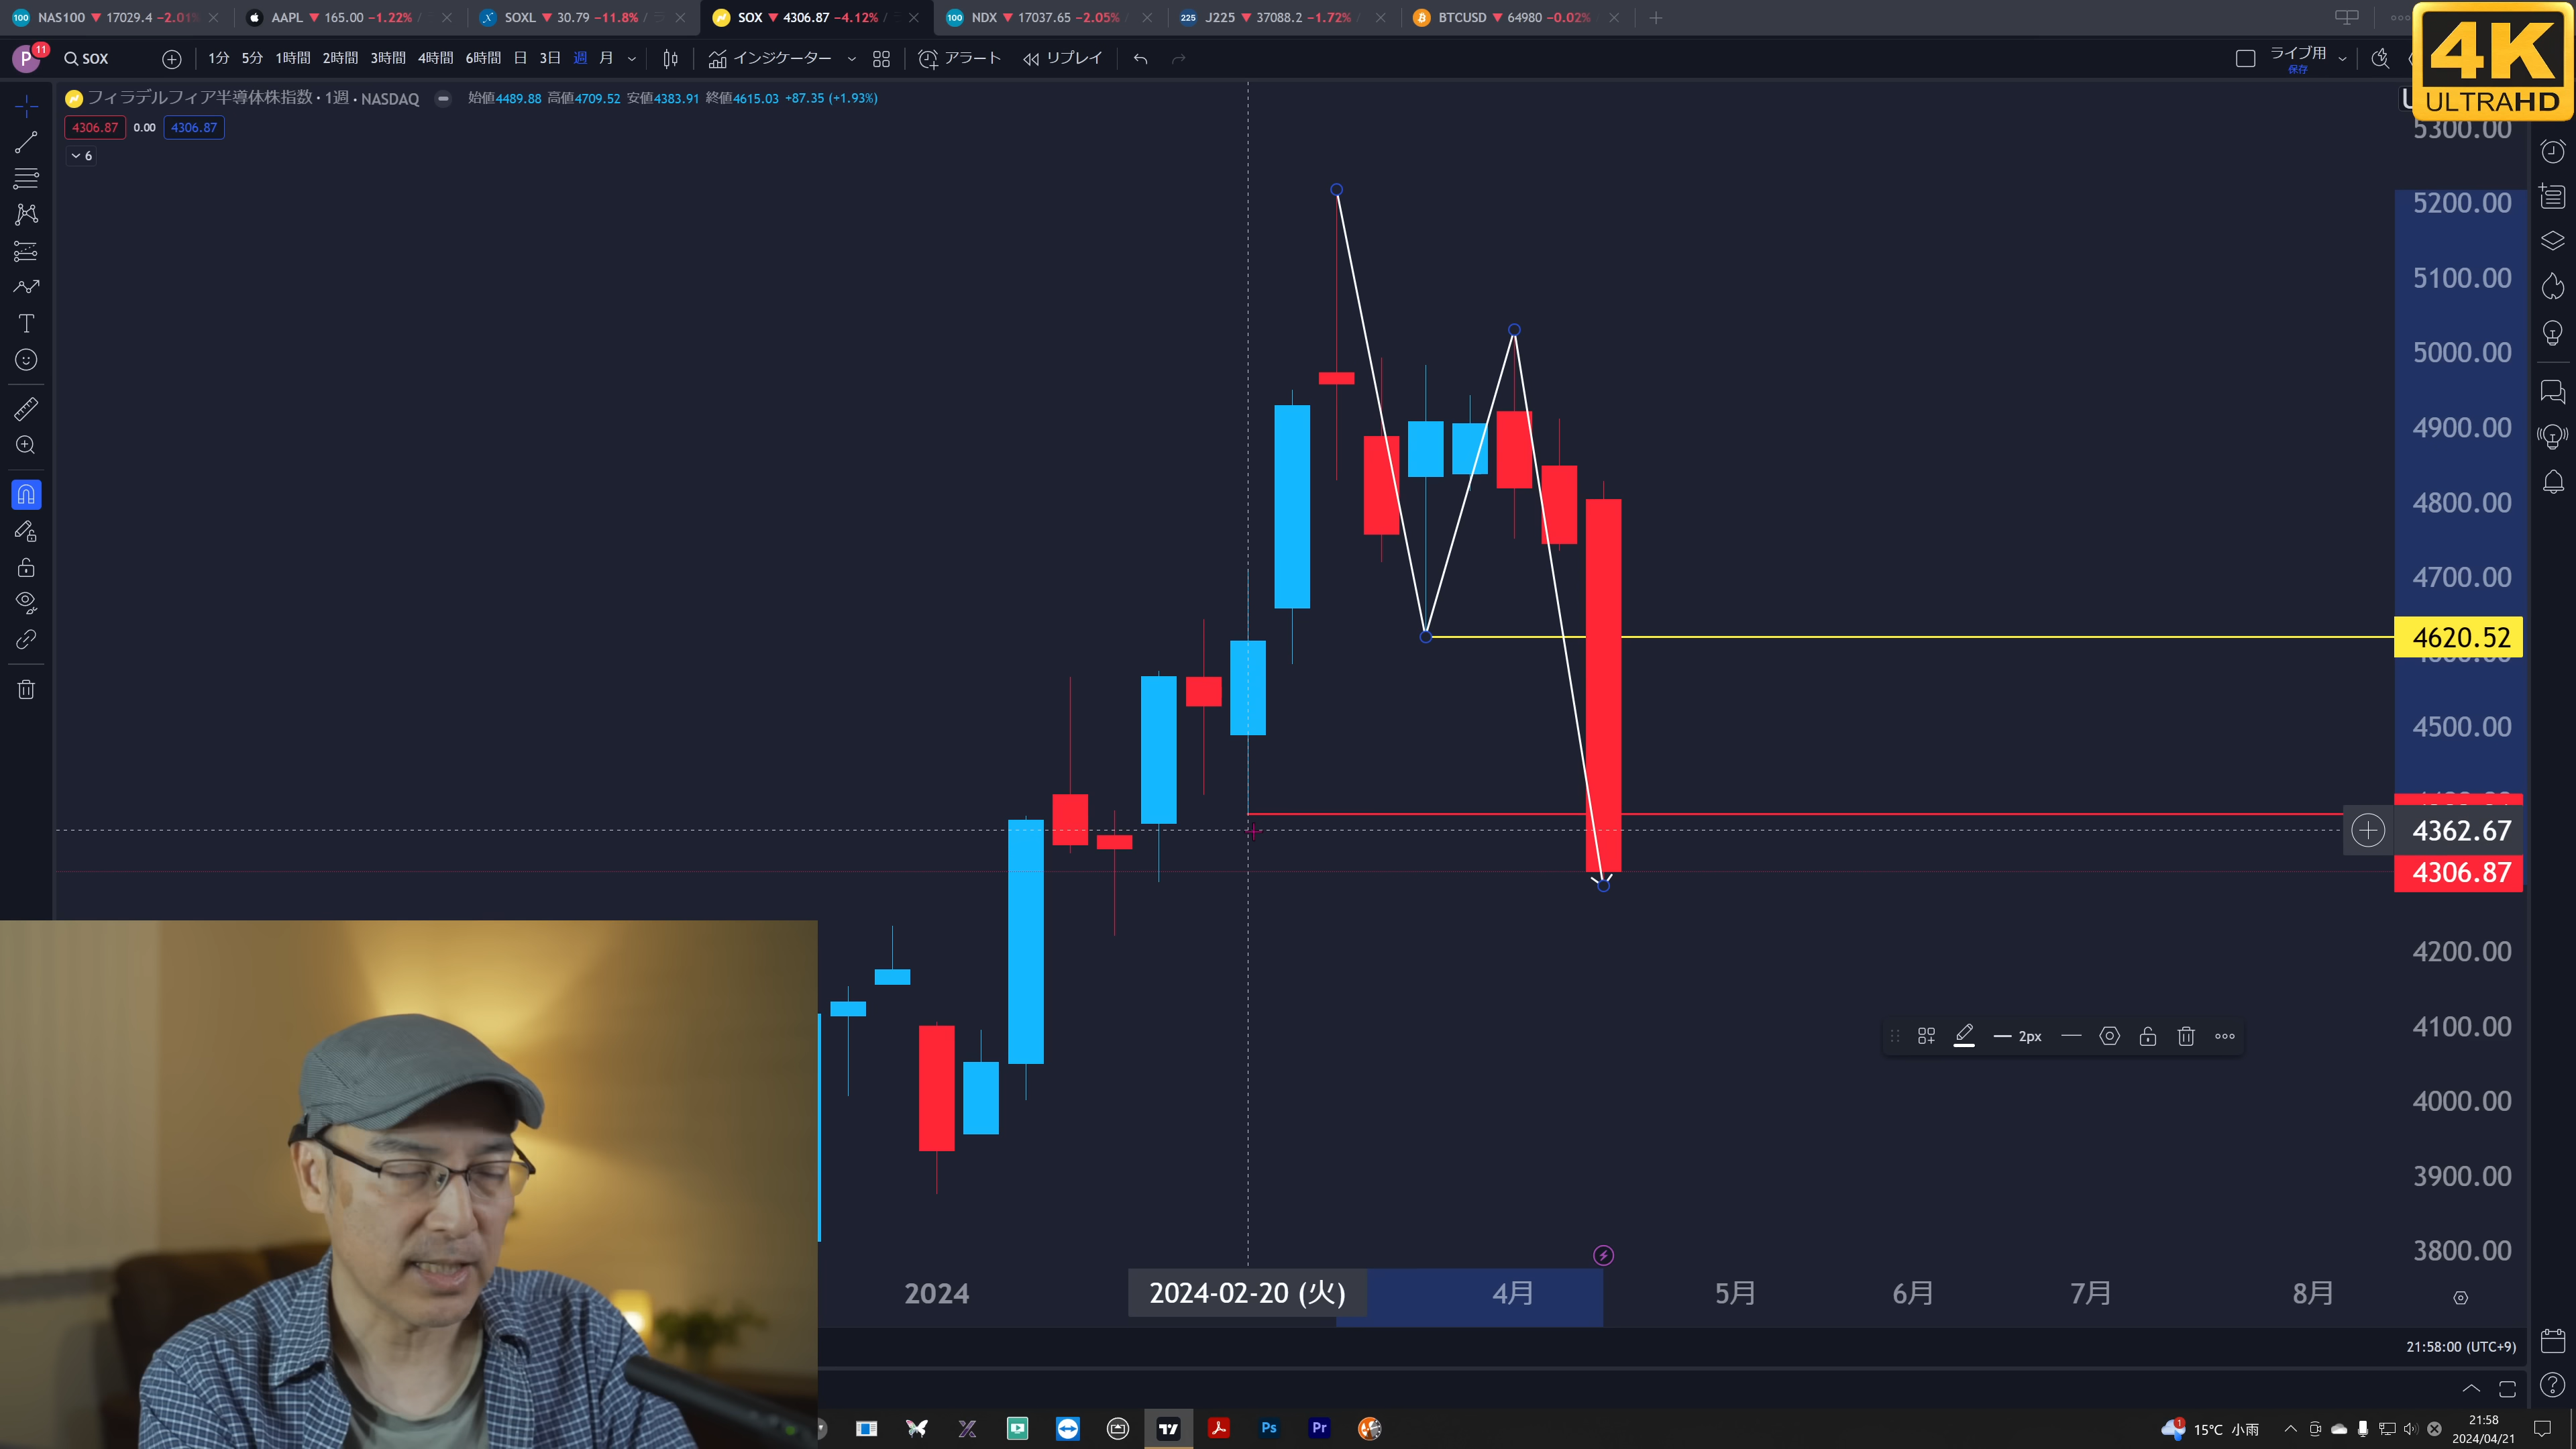 NAS100 ▼ 17029.4 −2.01%
AAPL ▼ 165.00 −1.22% /
SOXL ▼ 30.79 −11.8% /
SOX ▼ 4306.87 −4.12% /
NDX ▼ 17037.65 −2.05% /
J225 ▼ 37088.2 −1.72% /
BTCUSD ▼ 64980 −0.02% /
4K
ULTRA HD
P 11
SOX
1分 5分 1時間 2時間 3時間 4時間 6時間 日 3日 週 月
インジケーター
アラート
リプレイ
ライブ用
保存
フィラデルフィア半導体株指数・1週・NASDAQ
始値4489.88 高値4709.52 安値4383.91 終値4615.03 +87.35 (+1.93%)
4306.87 0.00 4306.87
6
5300.00
5200.00
5100.00
5000.00
4900.00
4800.00
4700.00
4620.52
4500.00
4362.67
4306.87
4200.00
4100.00
4000.00
3900.00
3800.00
2px
2024
2024-02-20 (火)
4月
5月
6月
7月
8月
21:58:00 (UTC+9)
Ps
Pr
1
15°C 小雨
21:58
2024/04/21